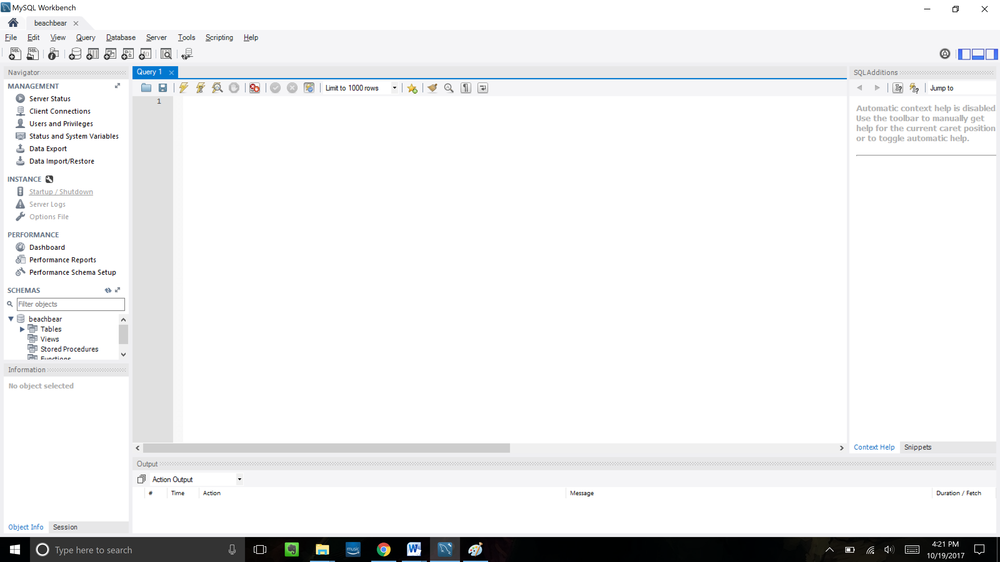 MySQL Workbench
beachbear
File Edit View Query Database Server Tools Scripting Help
SQL SQL
Navigator
MANAGEMENT
Server Status
Client Connections
Users and Privileges
Status and System Variables
Data Export
Data Import/Restore
INSTANCE
Startup / Shutdown
Server Logs
Options File
PERFORMANCE
Dashboard
Performance Reports
Performance Schema Setup
SCHEMAS
Filter objects
beachbear
Tables
Views
Stored Procedures
Functions
Information
No object selected
Object Info Session
Query 1
Limit to 1000 rows
1
SQLAdditions
Jump to
Automatic context help is disabled
Use the toolbar to manually get
help for the current caret position
or to toggle automatic help.
Context Help Snippets
Output
Action Output
# Time Action Message Duration / Fetch
Type here to search
music
4:21 PM
10/19/2017